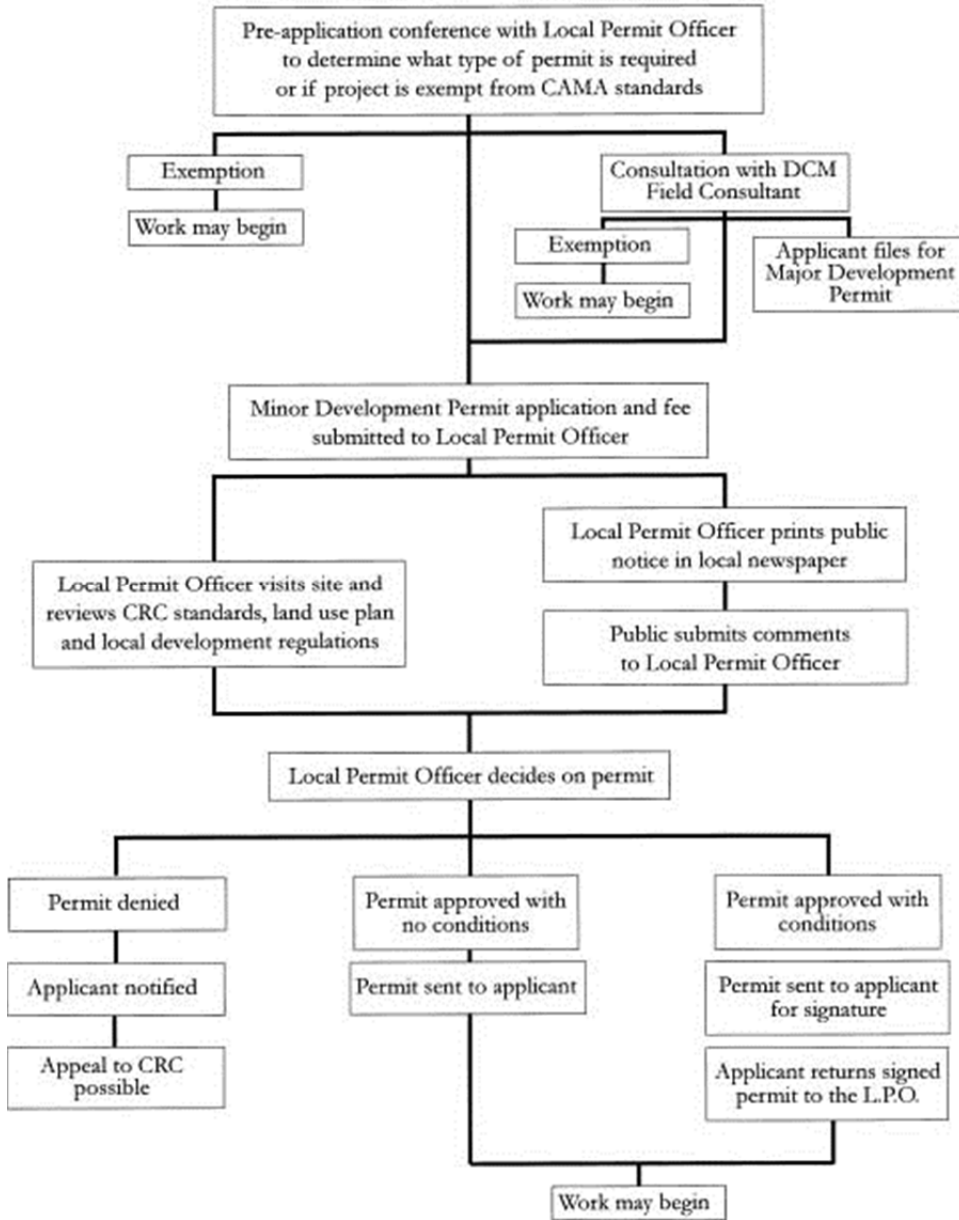 Pre-application conference with Local Permit Officer
to determine what type of permit is required
or if project is exempt from CAMA standards
Exemption
Work may begin
Consultation with DCM
Field Consultant
Exemption
Work may begin
Applicant files for
Major Development
Permit
Minor Development Permit application and fee
submitted to Local Permit Officer
Local Permit Officer visits site and
reviews CRC standards, land use plan
and local development regulations
Local Permit Officer prints public
notice in local newspaper
Public submits comments
to Local Permit Officer
Local Permit Officer decides on permit
Permit denied
Applicant notified
Appeal to CRC
possible
Permit approved with
no conditions
Permit sent to applicant
Permit approved with
conditions
Permit sent to applicant
for signature
Applicant returns signed
permit to the L.P.O.
Work may begin